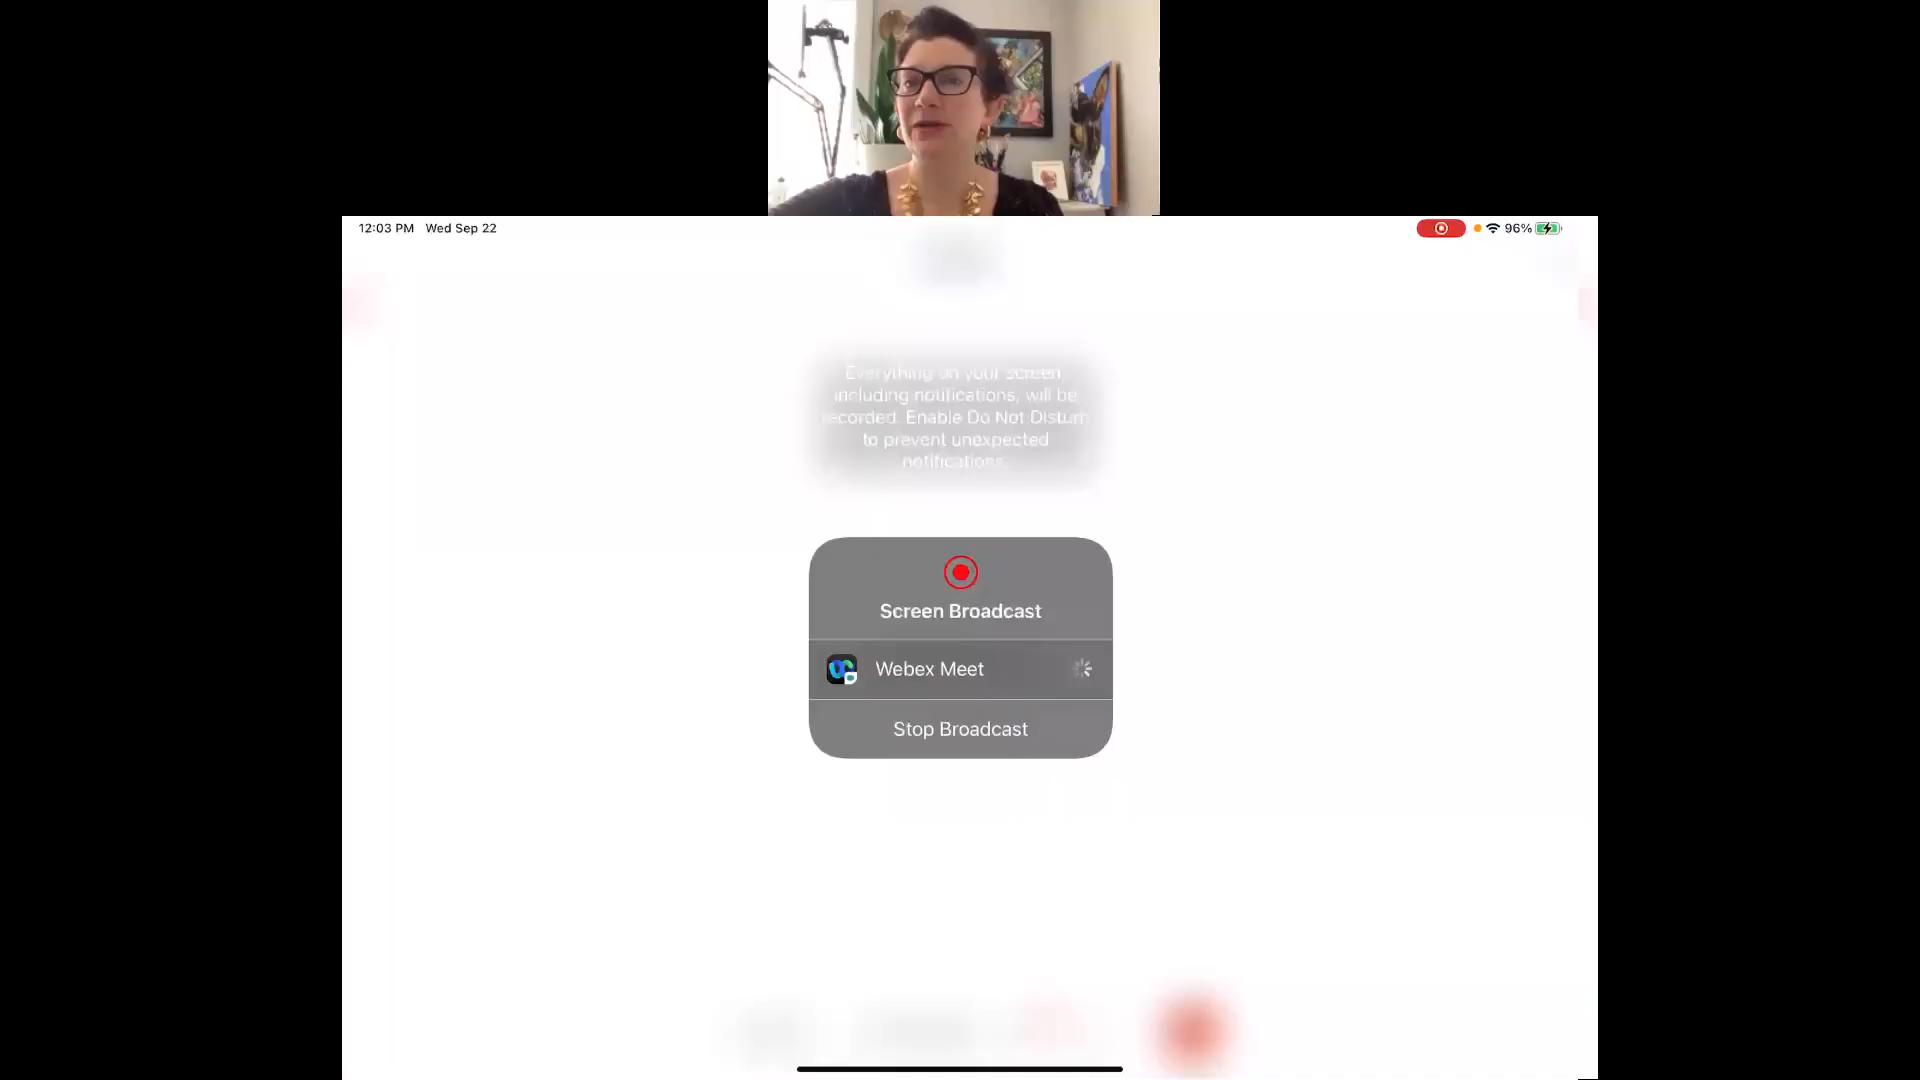 12:03 PM Wed Sep 22
96%
Everything on your screen
including notifications, will be
recorded. Enable Do Not Disturb
to prevent unexpected
notifications.
Screen Broadcast
Webex Meet
Stop Broadcast